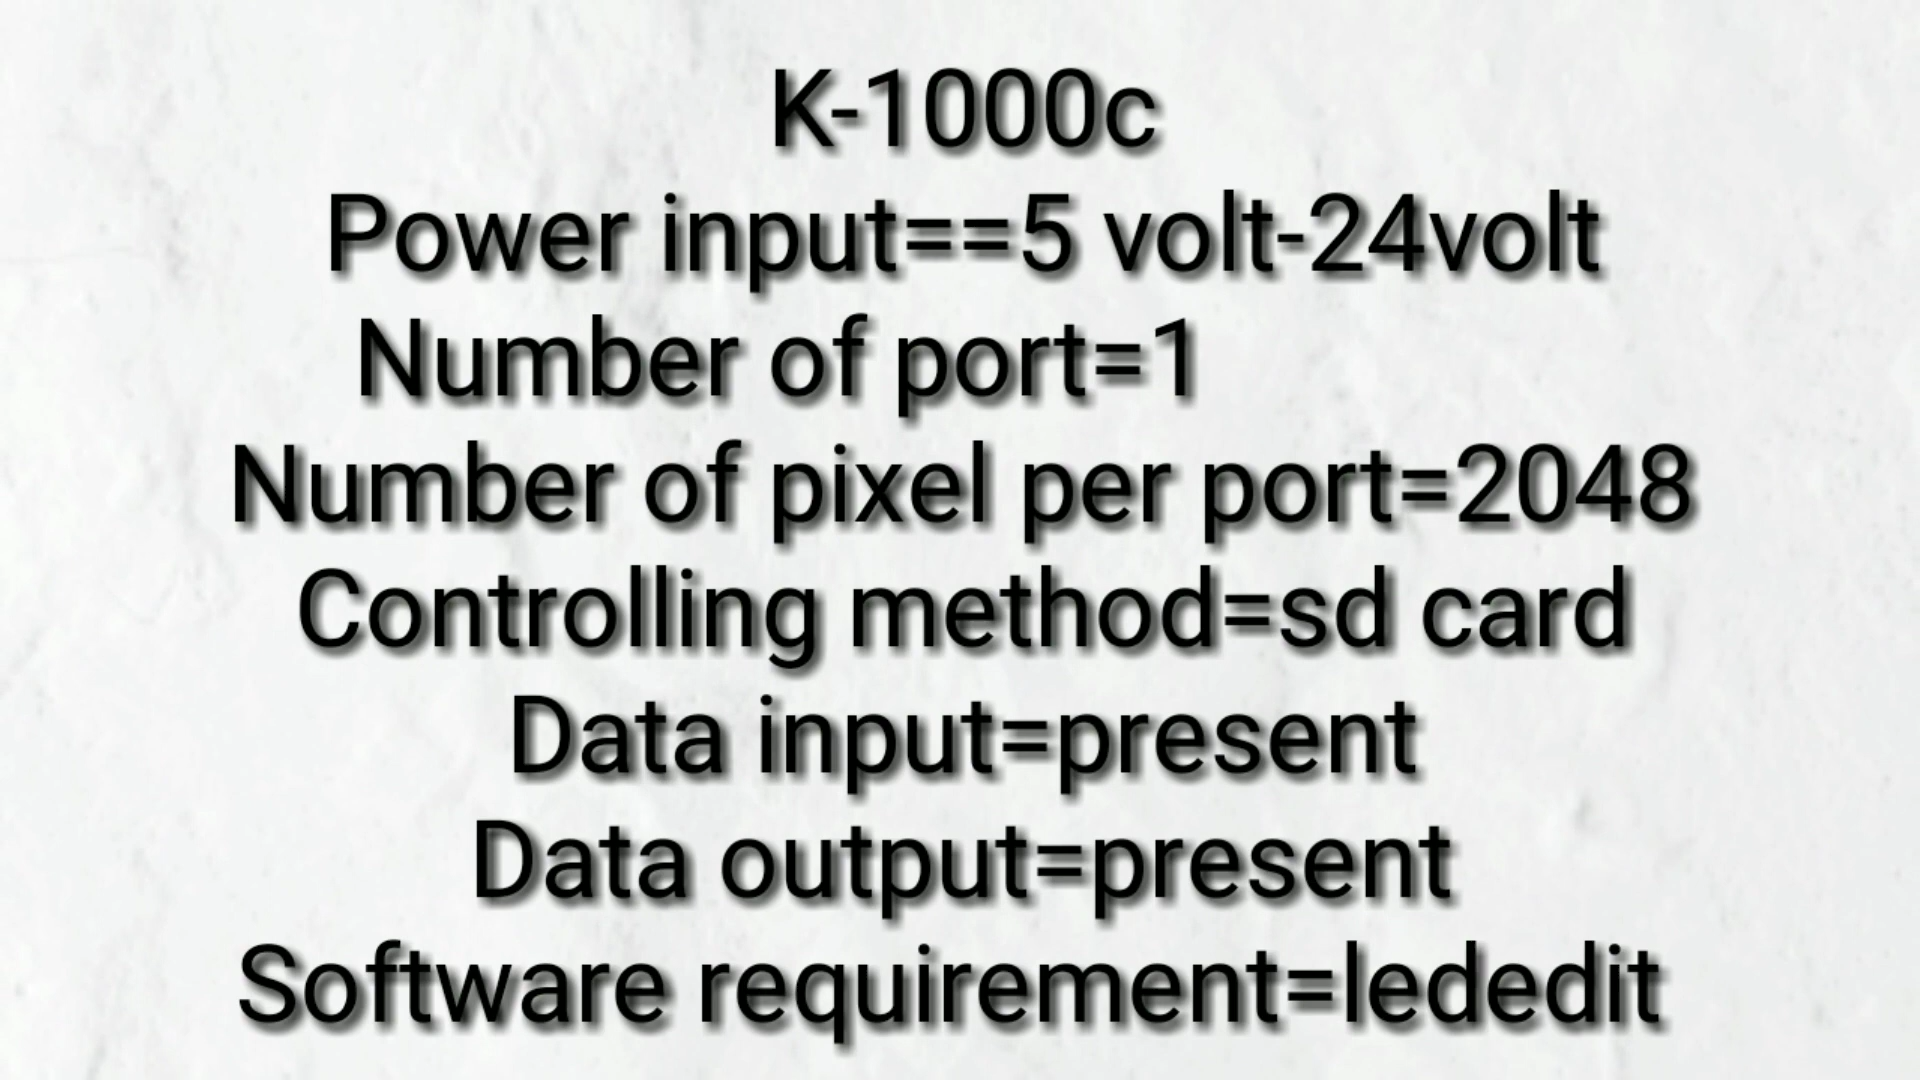 K-1000c
Power input==5 volt-24volt
Number of port=1
Number of pixel per port=2048
Controlling method=sd card
Data input=present
Data output=present
Software requirement=lededit